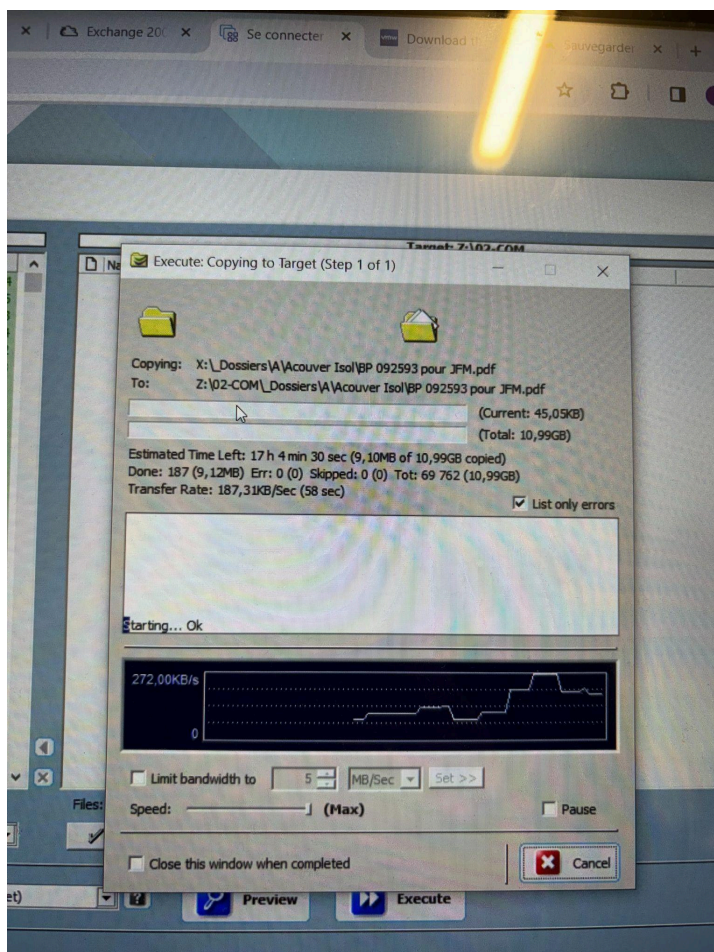 Exchange 200
Se connecter
Download th
Sauvegarder
Target: Z:\02-COM
Na
Execute: Copying to Target (Step 1 of 1)
Copying: X:\_Dossiers\A\Acouver Isol\BP 092593 pour JFM.pdf
To: Z:\02-COM\_Dossiers\A\Acouver Isol\BP 092593 pour JFM.pdf
(Current: 45,05KB)
(Total: 10,99GB)
Estimated Time Left: 17 h 4 min 30 sec (9,10MB of 10,99GB copied)
Done: 187 (9,12MB) Err: 0 (0) Skipped: 0 (0) Tot: 69 762 (10,99GB)
Transfer Rate: 187,31KB/Sec (58 sec)
List only errors
Starting... Ok
272,00KB/s
0
Limit bandwidth to 5 MB/Sec Set >>
Files:
Speed: (Max) Pause
Close this window when completed Cancel
et) Preview Execute